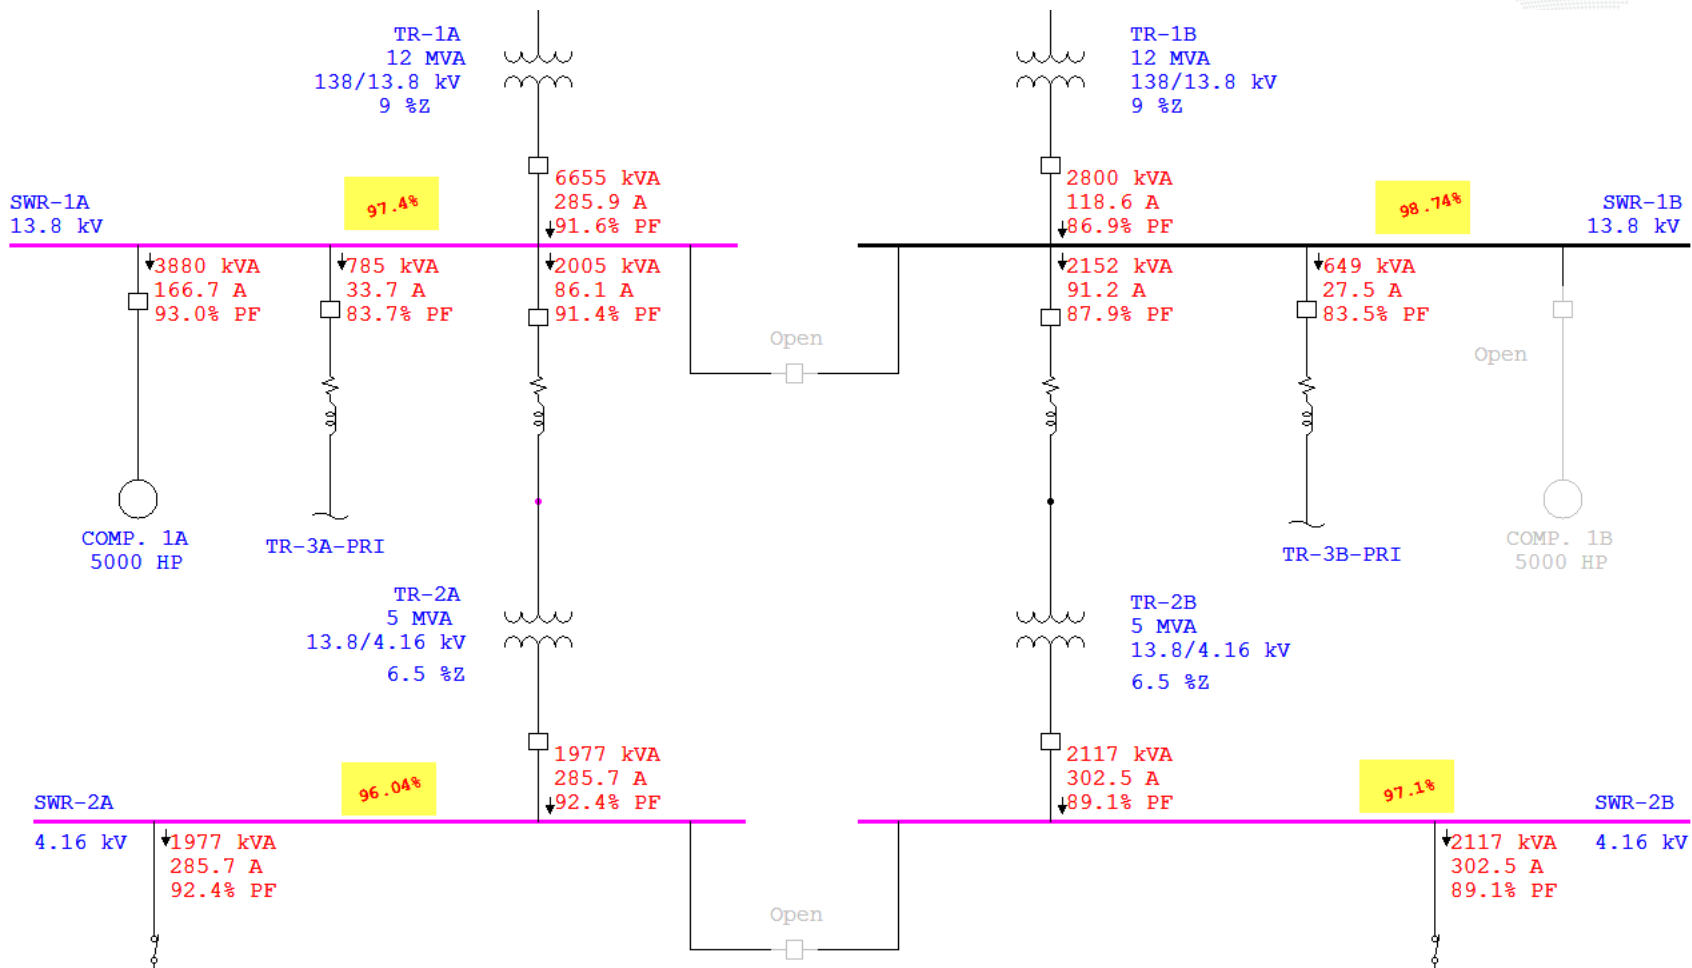 TR-1A
12 MVA
138/13.8 kV
9 %Z
TR-1B
12 MVA
138/13.8 kV
9 %Z
6655 kVA
285.9 A
91.6% PF
2800 kVA
118.6 A
86.9% PF
SWR-1A
13.8 kV
97.4%
98.74%
SWR-1B
13.8 kV
3880 kVA
166.7 A
93.0% PF
785 kVA
33.7 A
83.7% PF
2005 kVA
86.1 A
91.4% PF
2152 kVA
91.2 A
87.9% PF
649 kVA
27.5 A
83.5% PF
Open
Open
COMP. 1A
5000 HP
TR-3A-PRI
TR-3B-PRI
COMP. 1B
5000 HP
TR-2A
5 MVA
13.8/4.16 kV
6.5 %Z
TR-2B
5 MVA
13.8/4.16 kV
6.5 %Z
1977 kVA
285.7 A
92.4% PF
2117 kVA
302.5 A
89.1% PF
SWR-2A
4.16 kV
96.04%
97.1%
SWR-2B
4.16 kV
1977 kVA
285.7 A
92.4% PF
Open
2117 kVA
302.5 A
89.1% PF